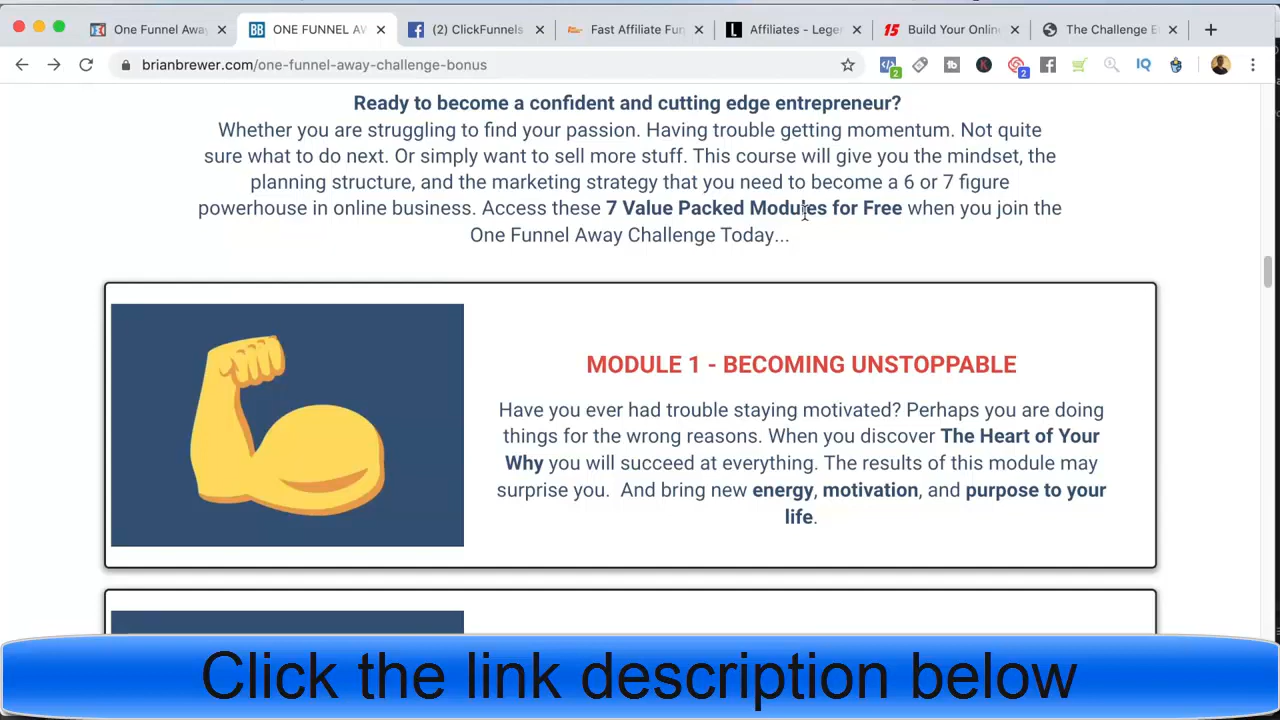 One Funnel Away
ONE FUNNEL AW
(2) ClickFunnels
Fast Affiliate Fun
Affiliates - Leger
15
Build Your Onlin
The Challenge E
brianbrewer.com/one-funnel-away-challenge-bonus
2
2
IQ
Ready to become a confident and cutting edge entrepreneur?
Whether you are struggling to find your passion. Having trouble getting momentum. Not quite
sure what to do next. Or simply want to sell more stuff. This course will give you the mindset, the
planning structure, and the marketing strategy that you need to become a 6 or 7 figure
powerhouse in online business. Access these 7 Value Packed Modules for Free when you join the
One Funnel Away Challenge Today...
MODULE 1 - BECOMING UNSTOPPABLE
Have you ever had trouble staying motivated? Perhaps you are doing
things for the wrong reasons. When you discover The Heart of Your
Why you will succeed at everything. The results of this module may
surprise you. And bring new energy, motivation, and purpose to your
life.
Click the link description below